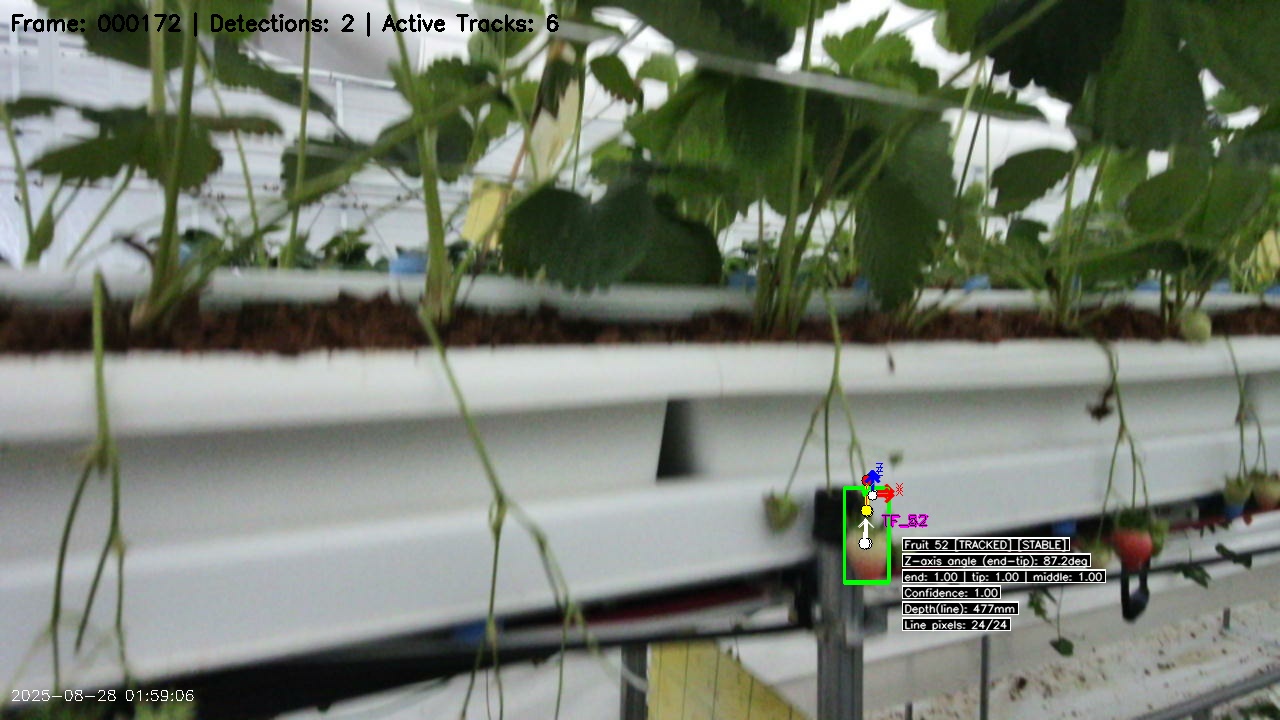 Frame: 000172 | Detections: 2 | Active Tracks: 6
Z
X
TF_52
Fruit 52 [TRACKED] [STABLE]
Z-axis angle (end-tip): 87.2deg
end: 1.00 | tip: 1.00 | middle: 1.00
Confidence: 1.00
Depth(line): 477mm
Line pixels: 24/24
2025-08-28 01:59:06